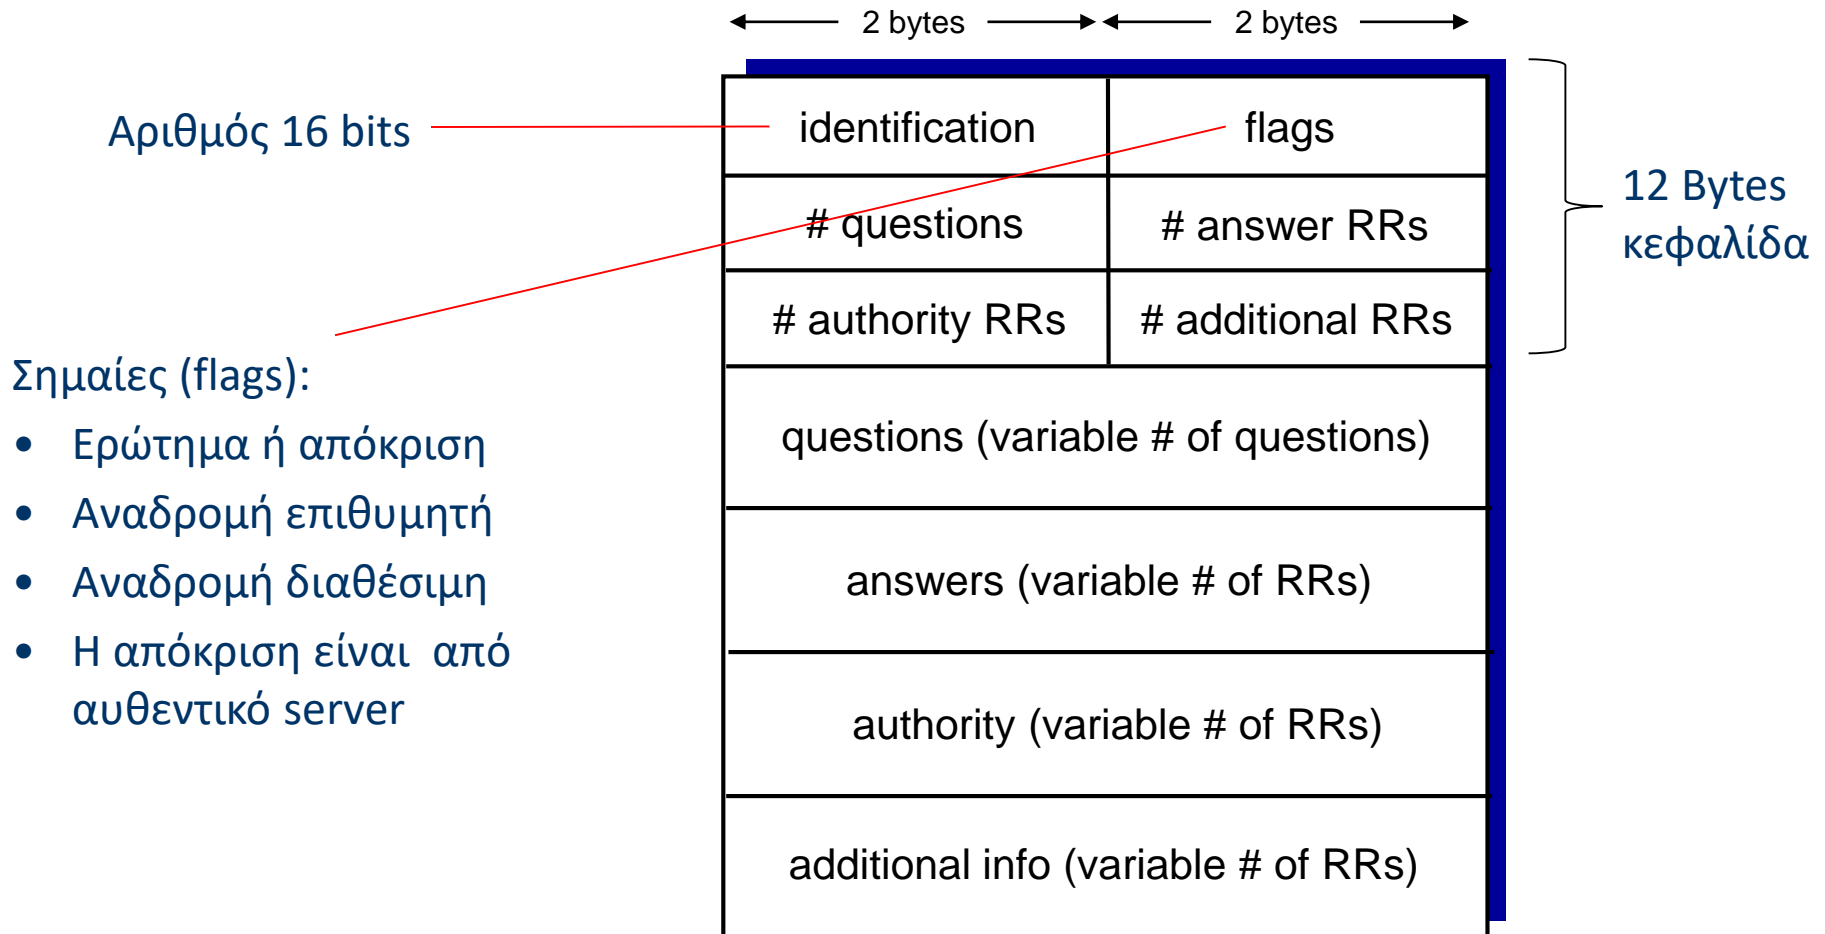 2 bytes 2 bytes
Αριθμός 16 bits
identification flags
# questions # answer RRs
# authority RRs # additional RRs
12 Bytes
κεφαλίδα
Σημαίες (flags):
• Ερώτημα ή απόκριση
• Αναδρομή επιθυμητή
• Αναδρομή διαθέσιμη
• Η απόκριση είναι από
αυθεντικό server
questions (variable # of questions)
answers (variable # of RRs)
authority (variable # of RRs)
additional info (variable # of RRs)